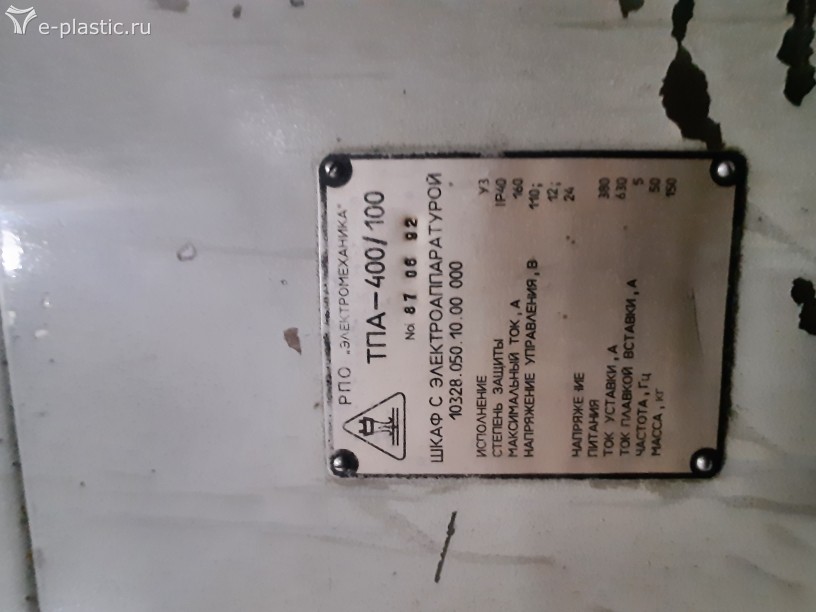 e-plastic.ru
РПО „ЭЛЕКТРОМЕХАНИКА"
ТПА—400/100
№ 87 06 92
ШКАФ С ЭЛЕКТРОАППАРАТУРОЙ
10328.050.10.00 000
ИСПОЛНЕНИЕ У3
СТЕПЕНЬ ЗАЩИТЫ IP40
МАКСИМАЛЬНЫЙ ТОК, А 160
НАПРЯЖЕНИЕ УПРАВЛЕНИЯ, В 110;
12;
24
НАПРЯЖЕНИЕ
ПИТАНИЯ
ТОК УСТАВКИ, А 380
ТОК ПЛАВКОЙ ВСТАВКИ, А 630
ЧАСТОТА, Гц 5
МАССА, кг 50
150